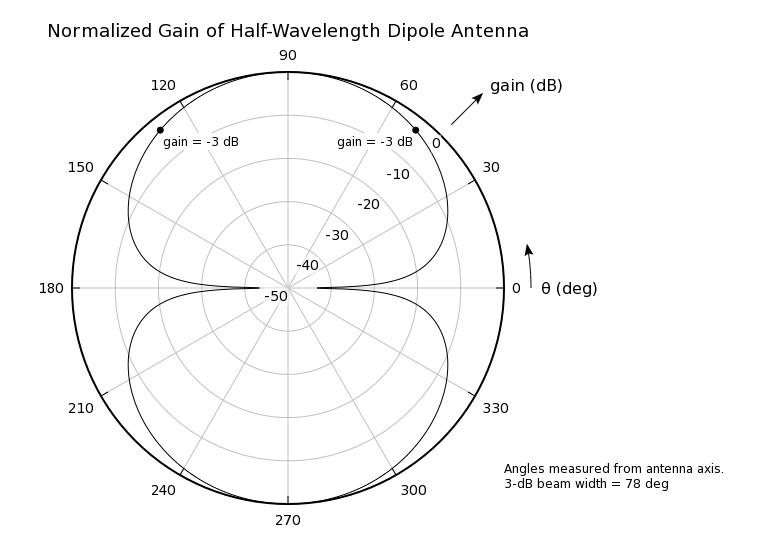 Normalized Gain of Half-Wavelength Dipole Antenna
90
120
60
gain (dB)
gain = -3 dB
gain = -3 dB
0
150
30
-10
-20
-30
-40
180
-50
0
θ (deg)
210
330
Angles measured from antenna axis.
3-dB beam width = 78 deg
240
300
270